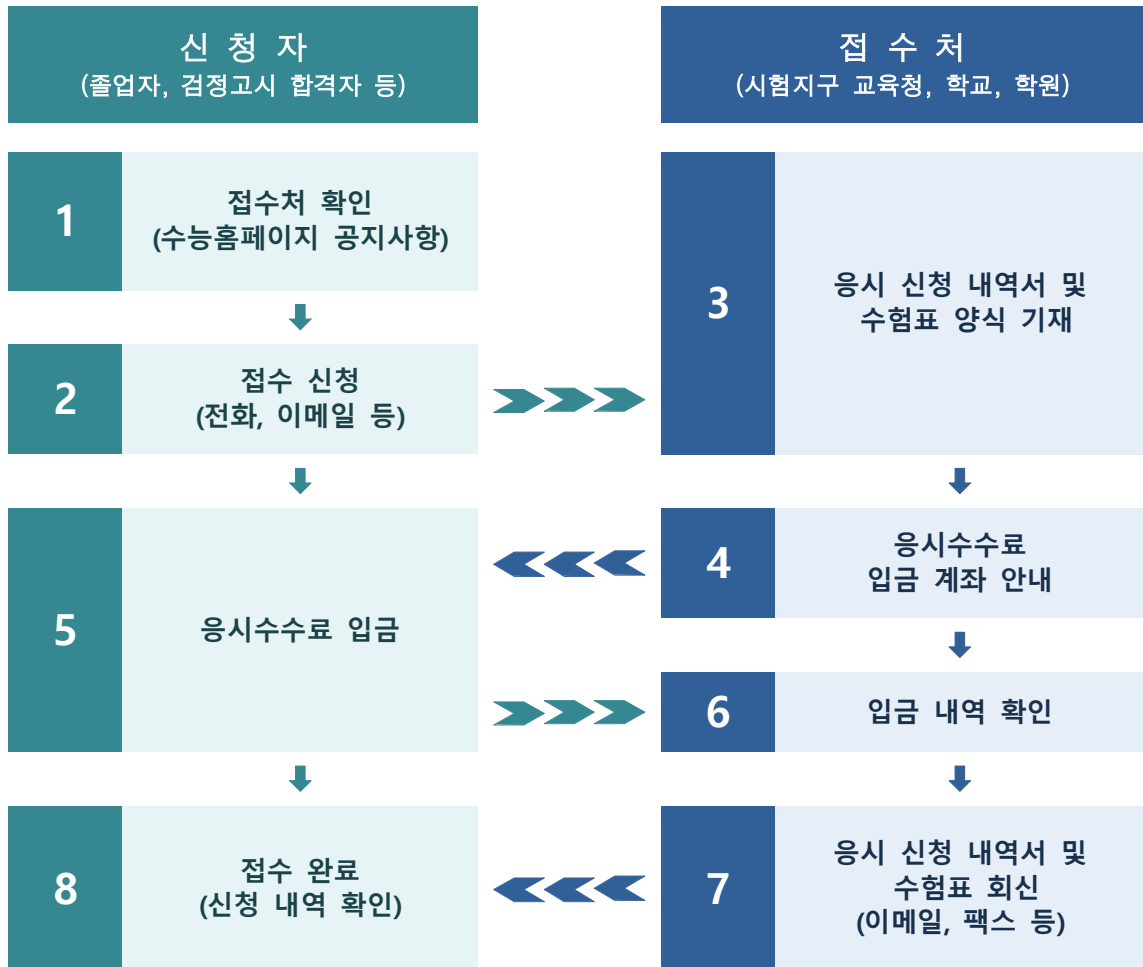 신 청 자
(졸업자, 검정고시 합격자 등)
접 수 처
(시험지구 교육청, 학교, 학원)
1
접수처 확인
(수능홈페이지 공지사항)
2
접수 신청
(전화, 이메일 등)
3
응시 신청 내역서 및
수험표 양식 기재
4
응시수수료
입금 계좌 안내
5
응시수수료 입금
6
입금 내역 확인
7
응시 신청 내역서 및
수험표 회신
(이메일, 팩스 등)
8
접수 완료
(신청 내역 확인)